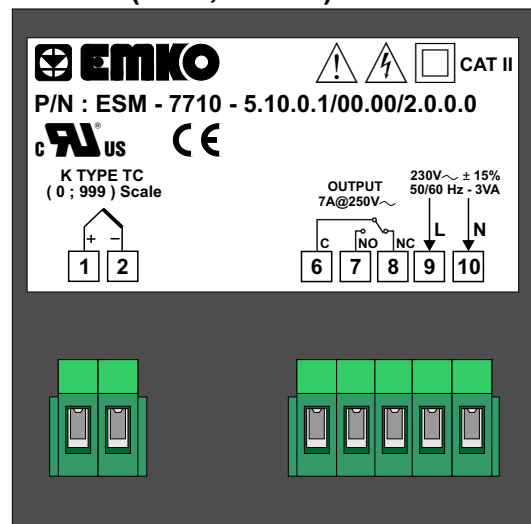 EMKO
CAT II
P/N : ESM - 7710 - 5.10.0.1/00.00/2.0.0.0
c RU® US CE
K TYPE TC
( 0 ; 999 ) Scale
OUTPUT
7A@250V～
230V～ ± 15%
50/60 Hz - 3VA
+ − C NO NC L N
1 2 6 7 8 9 10